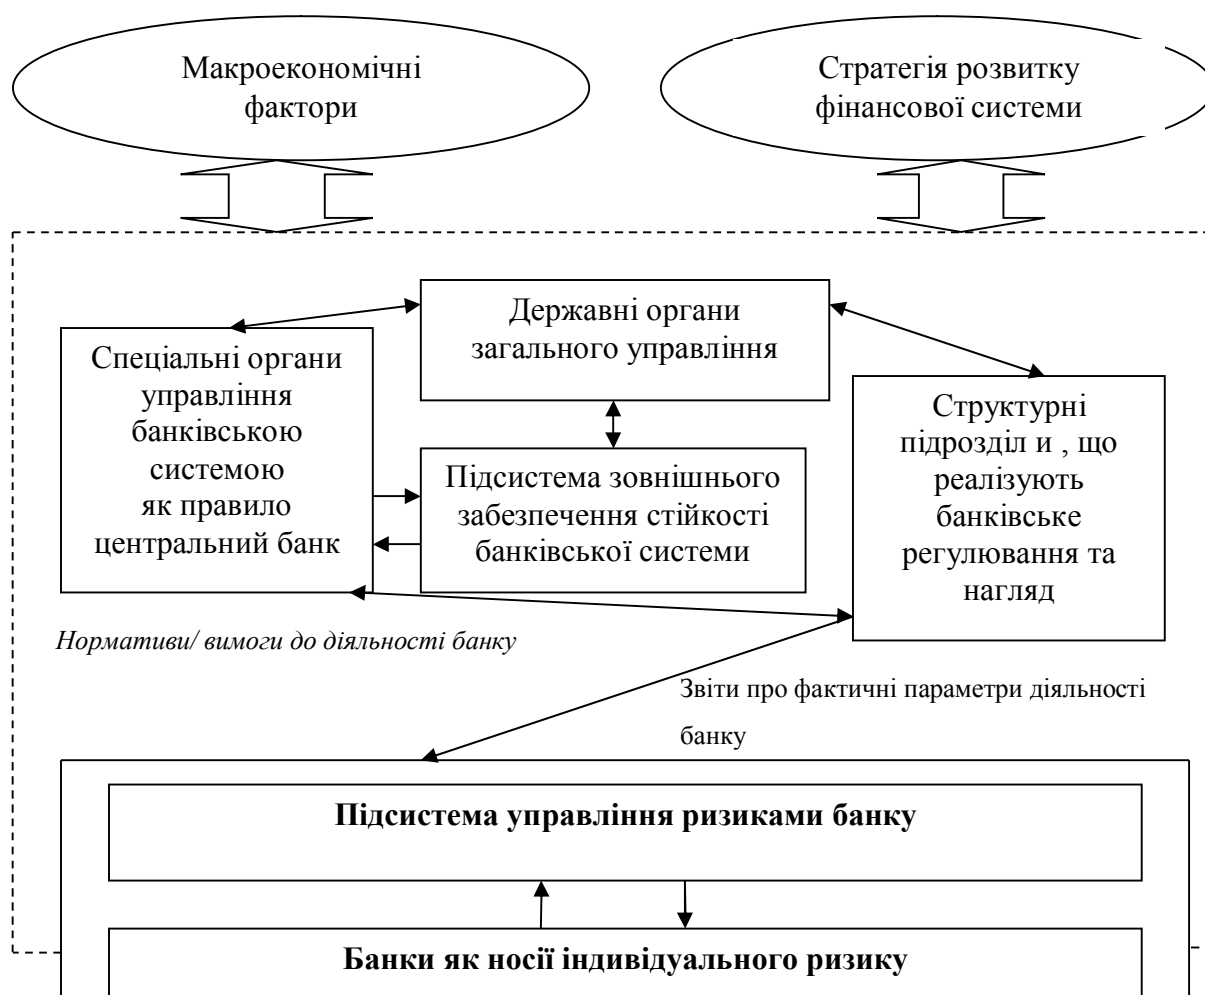 Макроекономічні
фактори
Стратегія розвитку
фінансової системи
Державні органи
загального управління
Спеціальні органи
управління
банківською
системою
як правило
центральний банк
Підсистема зовнішнього
забезпечення стійкості
банківської системи
Структурні
підрозділ и , що
реалізують
банківське
регулювання та
нагляд
Нормативи/ вимоги до діяльності банку
Звіти про фактичні параметри діяльності
банку
Підсистема управління ризиками банку
Банки як носії індивідуального ризику